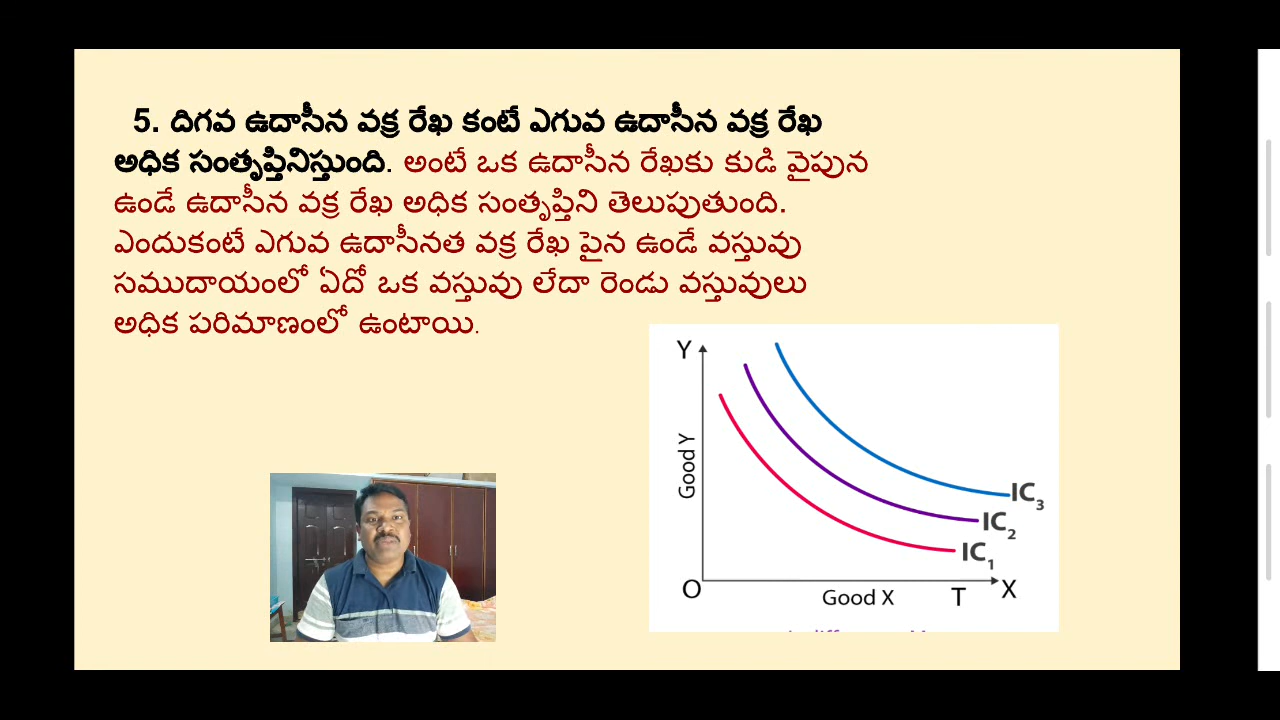 5. దిగవ ఉదాసీన వక్ర రేఖ కంటే ఎగువ ఉదాసీన వక్ర రేఖ
అధిక సంతృప్తినిస్తుంది. అంటే ఒక ఉదాసీన రేఖకు కుడి వైపున
ఉండే ఉదాసీన వక్ర రేఖ అధిక సంతృప్తిని తెలుపుతుంది.
ఎందుకంటే ఎగువ ఉదాసీనత వక్ర రేఖ పైన ఉండే వస్తువు
సముదాయంలో ఏదో ఒక వస్తువు లేదా రెండు వస్తువులు
అధిక పరిమాణంలో ఉంటాయి.
Y
Good Y
IC3
IC2
IC1
O
Good X
T
X